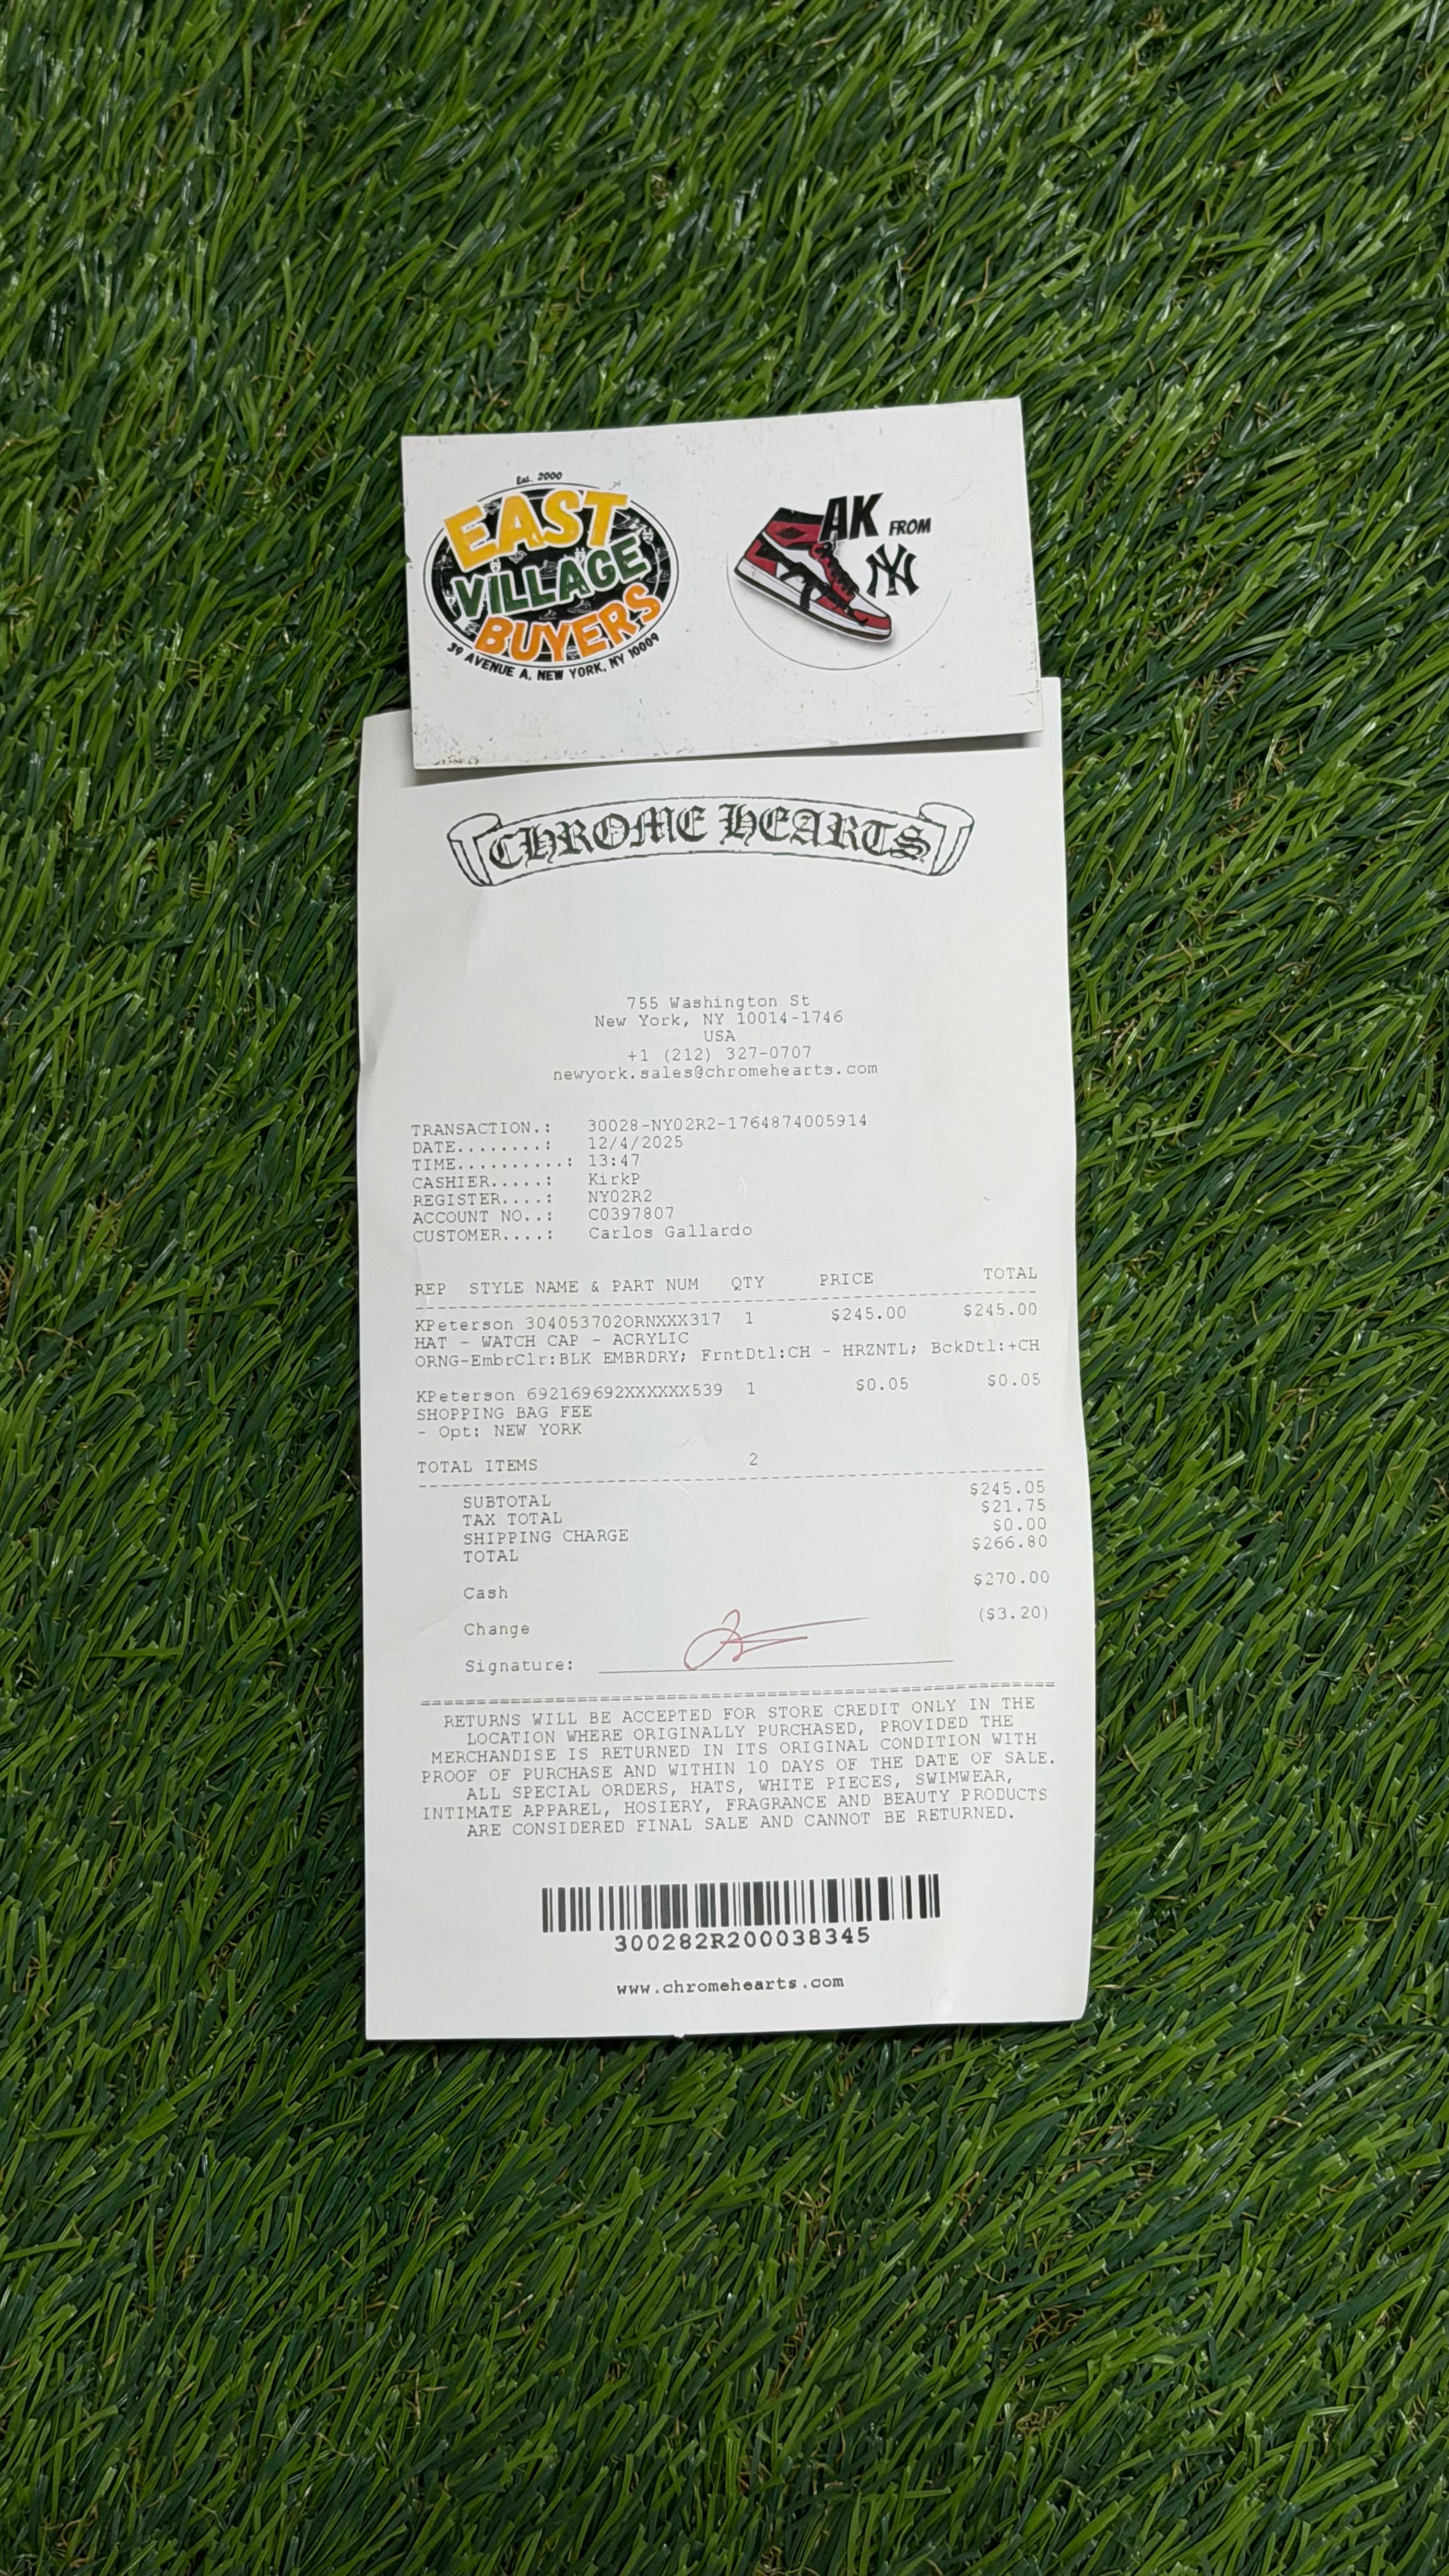 Est. 2000
EAST
VILLAGE
BUYERS
39 AVENUE A, NEW YORK, NY 10009
AK FROM
NY
CHROME HEARTS
755 Washington St
New York, NY 10014-1746
USA
+1 (212) 327-0707
newyork.sales@chromehearts.com
TRANSACTION.: 30028-NY02R2-1764874005914
DATE........: 12/4/2025
TIME..........: 13:47
CASHIER.....: KirkP
REGISTER....: NY02R2
ACCOUNT NO..: C0397807
CUSTOMER....: Carlos Gallardo
REP STYLE NAME & PART NUM QTY PRICE TOTAL
KPeterson 304053702ORNXXX317 1 $245.00 $245.00
HAT - WATCH CAP - ACRYLIC
ORNG-EmbrClr:BLK EMBRDRY; FrntDtl:CH - HRZNTL; BckDtl:+CH
KPeterson 692169692XXXXXX539 1 $0.05 $0.05
SHOPPING BAG FEE
- Opt: NEW YORK
TOTAL ITEMS 2
SUBTOTAL $245.05
TAX TOTAL $21.75
SHIPPING CHARGE $0.00
TOTAL $266.80
Cash $270.00
Change ($3.20)
Signature:
RETURNS WILL BE ACCEPTED FOR STORE CREDIT ONLY IN THE
LOCATION WHERE ORIGINALLY PURCHASED, PROVIDED THE
MERCHANDISE IS RETURNED IN ITS ORIGINAL CONDITION WITH
PROOF OF PURCHASE AND WITHIN 10 DAYS OF THE DATE OF SALE.
ALL SPECIAL ORDERS, HATS, WHITE PIECES, SWIMWEAR,
INTIMATE APPAREL, HOSIERY, FRAGRANCE AND BEAUTY PRODUCTS
ARE CONSIDERED FINAL SALE AND CANNOT BE RETURNED.
300282R200038345
www.chromehearts.com